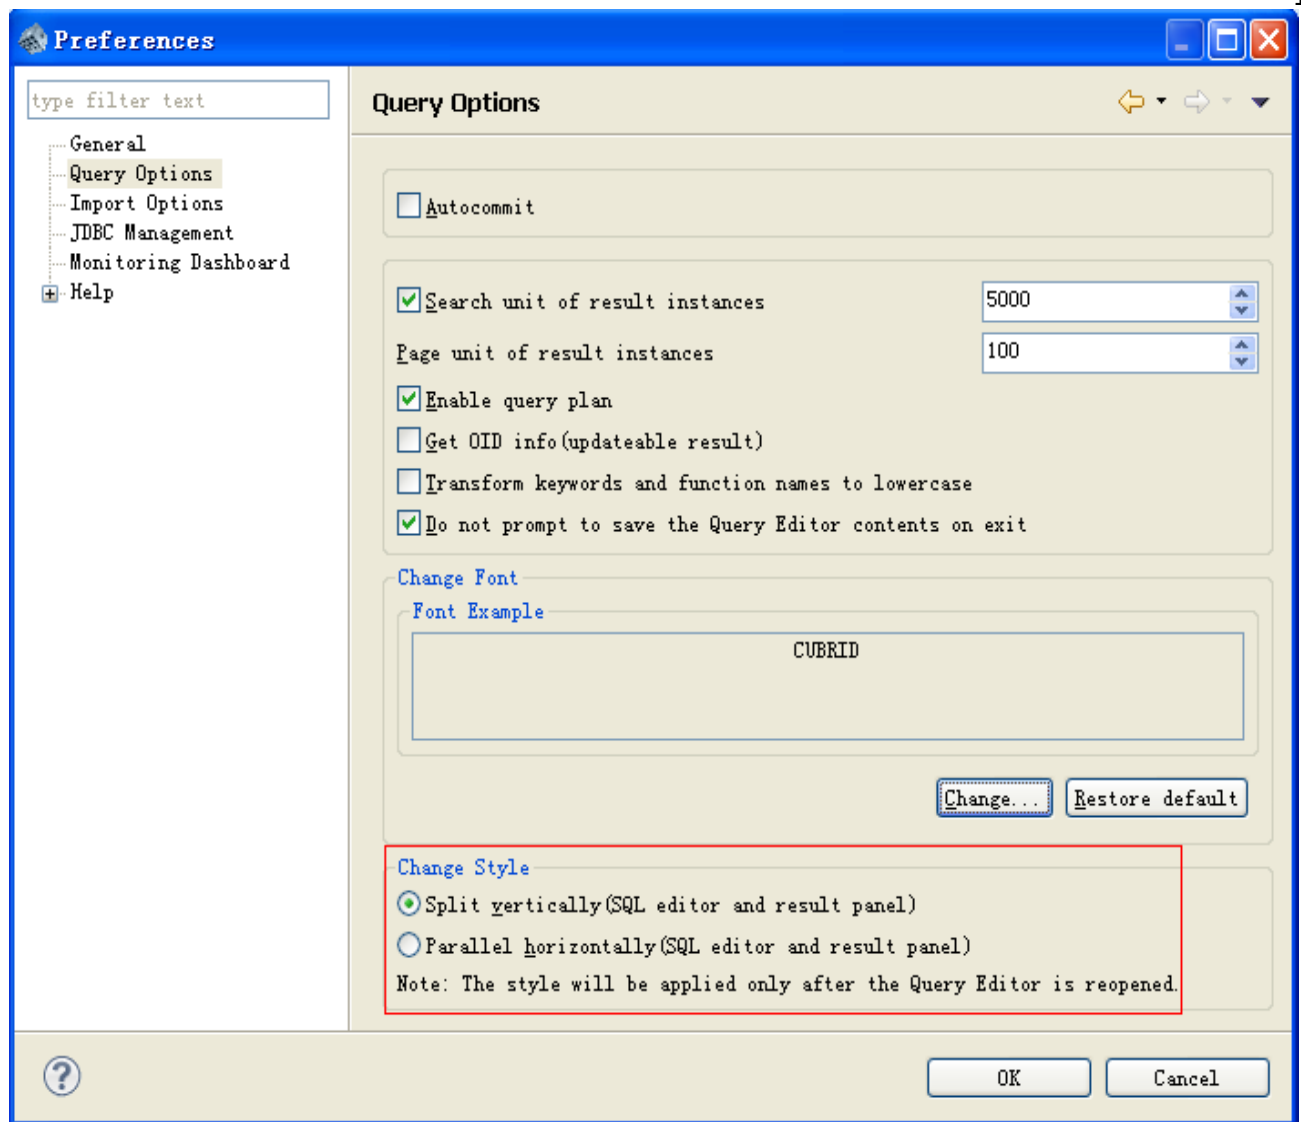 Preferences
type filter text
General
Query Options
Import Options
JDBC Management
Monitoring Dashboard
Help
Query Options
Autocommit
Search unit of result instances 5000
Page unit of result instances 100
Enable query plan
Get OID info(updateable result)
Transform keywords and function names to lowercase
Do not prompt to save the Query Editor contents on exit
Change Font
Font Example
CUBRID
Change... Restore default
Change Style
Split vertically(SQL editor and result panel)
Parallel horizontally(SQL editor and result panel)
Note: The style will be applied only after the Query Editor is reopened.
? OK Cancel